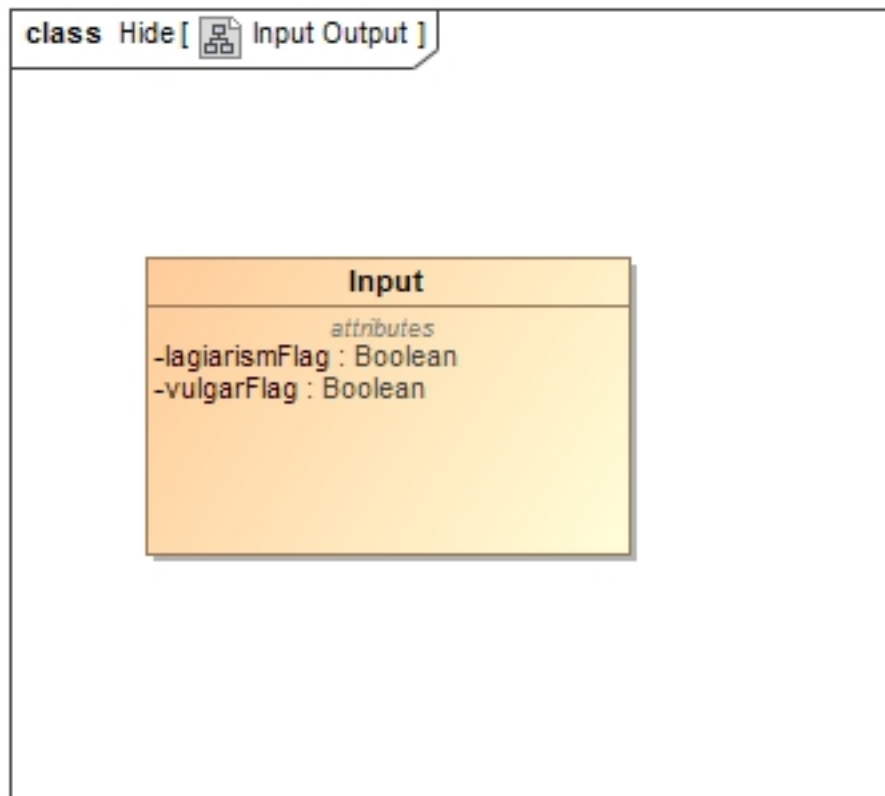 class Hide [ Input Output ]
Input
attributes
-lagiarismFlag : Boolean
-vulgarFlag : Boolean